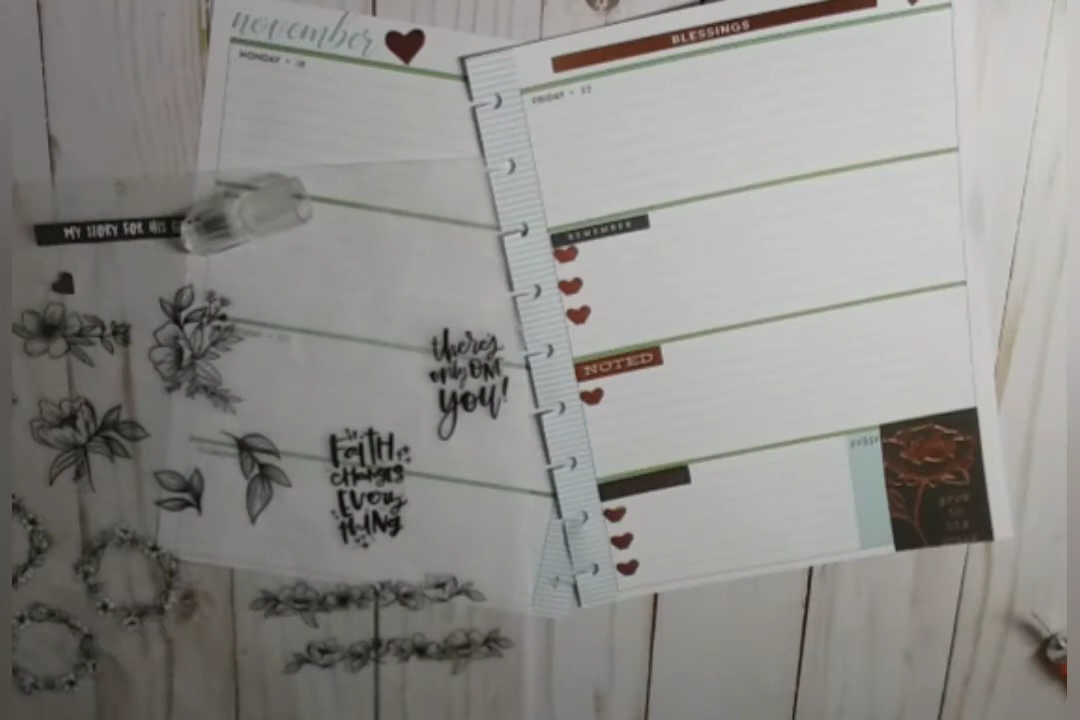 november
MONDAY • 18
BLESSINGS
FRIDAY • 22
MY STORY FOR HIS
REMEMBER
there's
only ONE
you!
NOTED
FAITH
changes
Every
thing